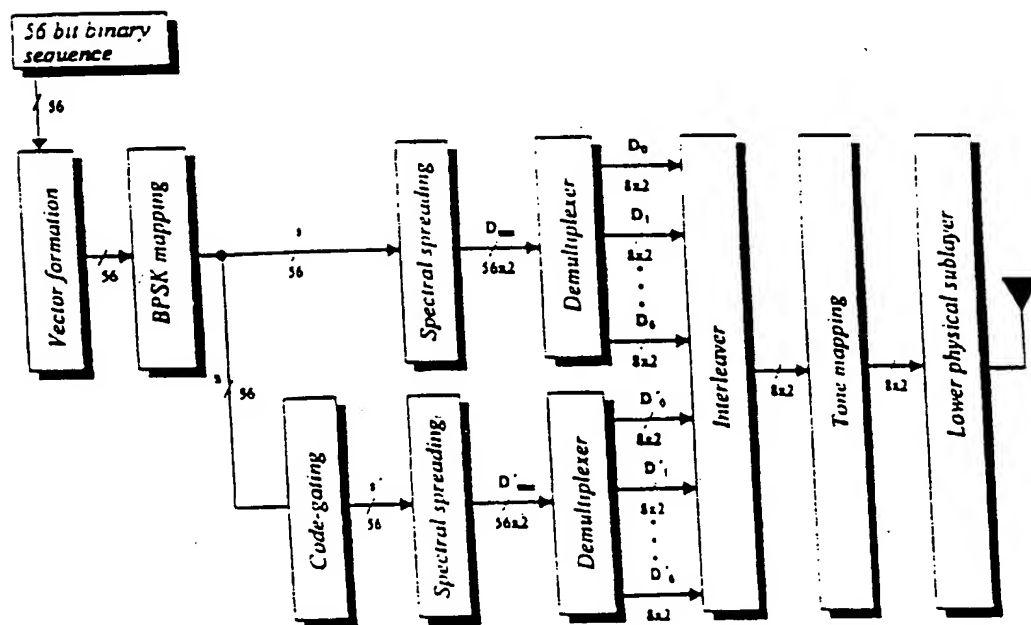 56 bit binary
sequence
56
Vector formation
56
BPSK mapping
s
56
s
56
Spectral spreading
D
56x2
Demultiplexer
D₀
8x2
D₁
8x2
D₆
8x2
Code-gating
s'
56
Spectral spreading
D'
56x2
Demultiplexer
D'₀
8x2
D'₁
8x2
D'₆
8x2
Interleaver
8x2
Tone mapping
8x2
Lower physical sublayer